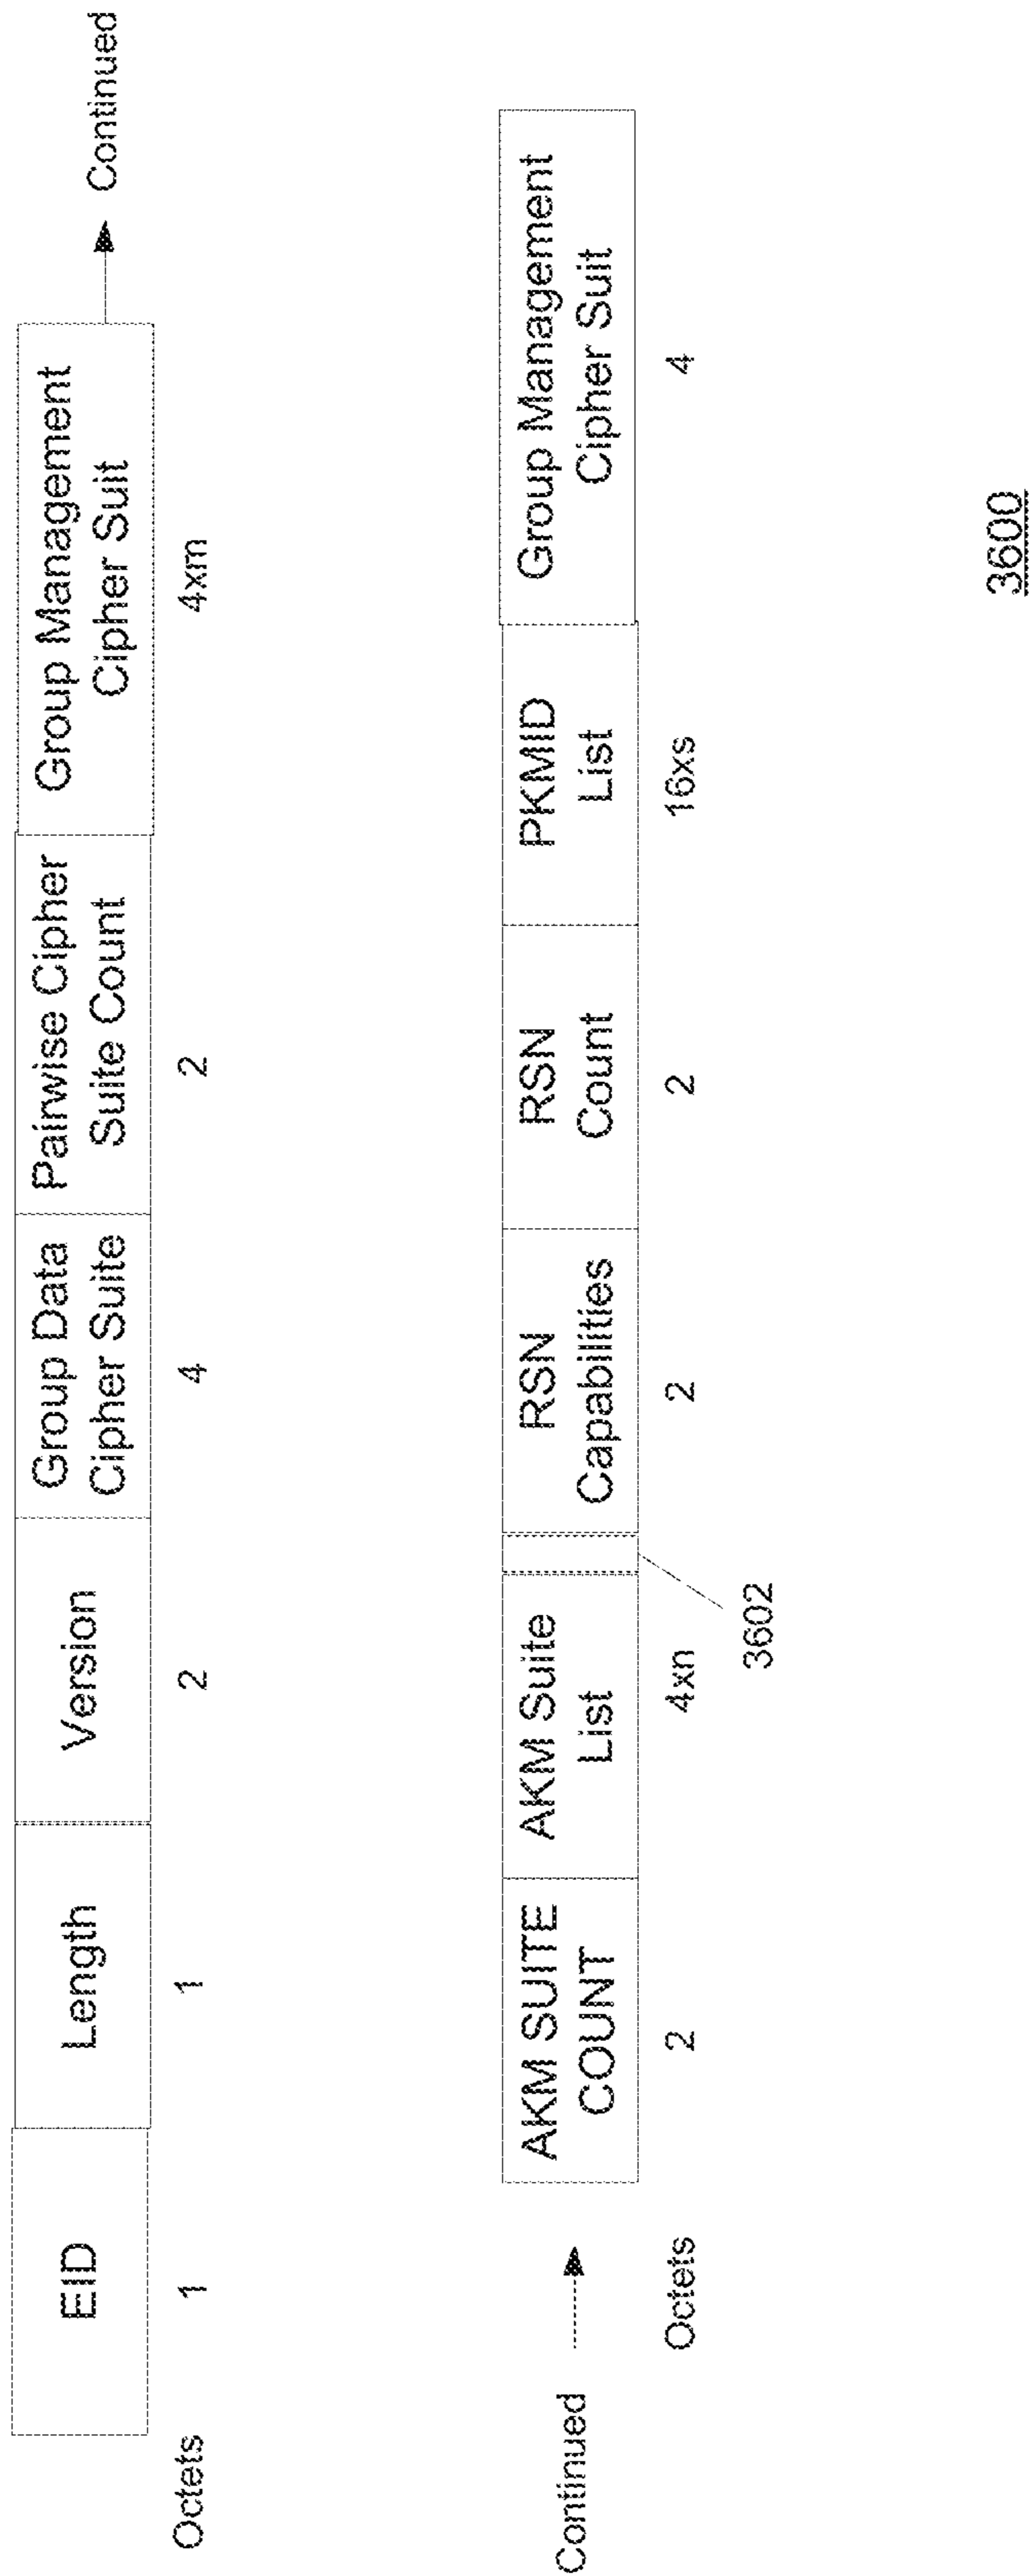 EID
Length
Version
Group Data
Cipher Suite
Pairwise Cipher
Suite Count
Group Management
Cipher Suit
Continued
Octets
1
1
2
4
2
4xm
Continued
AKM SUITE
COUNT
AKM Suite
List
RSN
Capabilities
RSN
Count
PKMID
List
Group Management
Cipher Suit
Octets
2
4xn
2
2
16xs
4
3602
3600